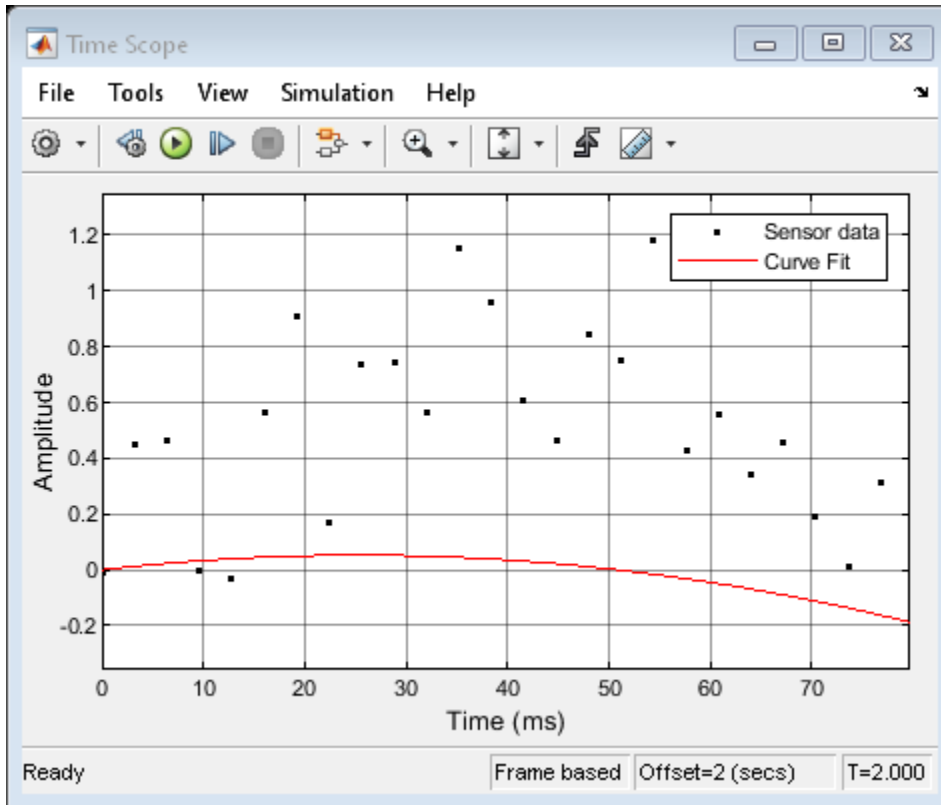 Time Scope
File Tools View Simulation Help
Sensor data
Curve Fit
1.2
1
0.8
0.6
0.4
0.2
0
-0.2
Amplitude
0 10 20 30 40 50 60 70
Time (ms)
Ready Frame based Offset=2 (secs) T=2.000